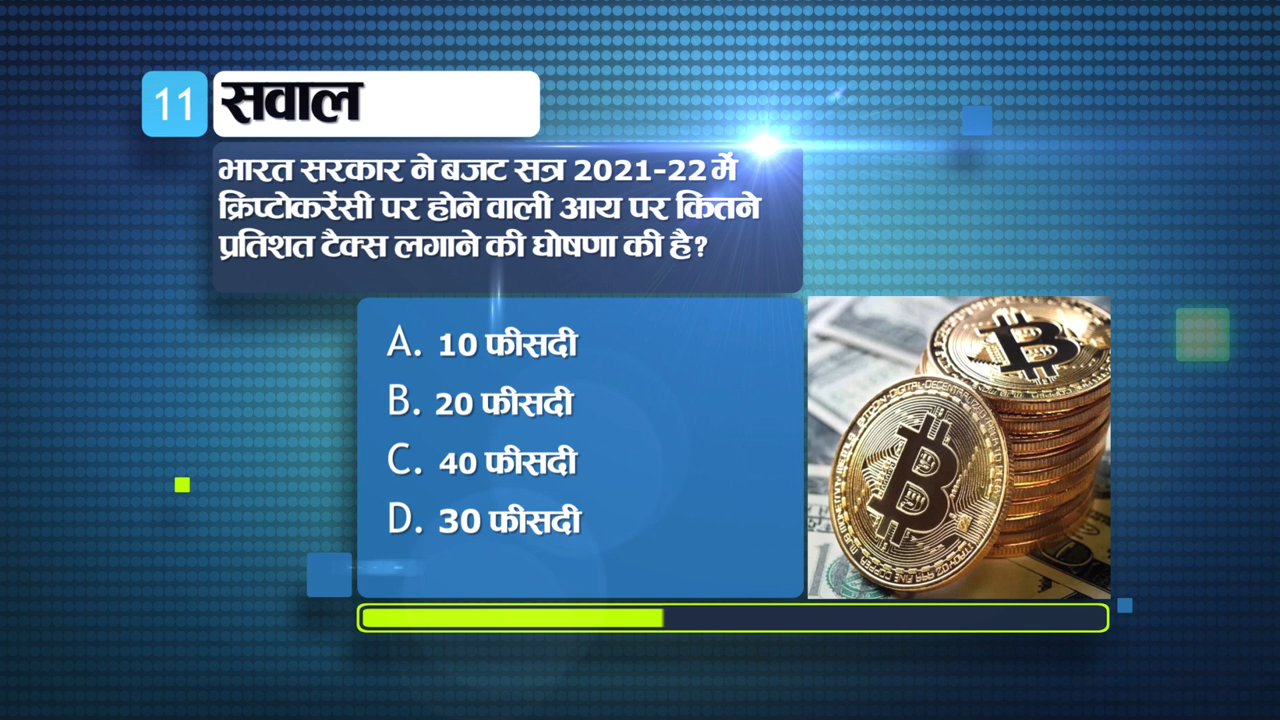 11 सवाल
भारत सरकार ने बजट सत्र 2021-22 में
क्रिप्टोकरेंसी पर होने वाली आय पर कितने
प्रतिशत टैक्स लगाने की घोषणा की है?
A. 10 फीसदी
B. 20 फीसदी
C. 40 फीसदी
D. 30 फीसदी